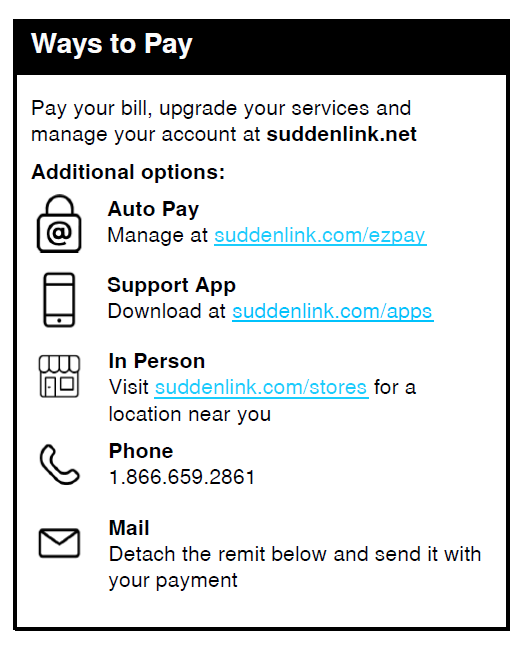 Ways to Pay
Pay your bill, upgrade your services and
manage your account at suddenlink.net
Additional options:
Auto Pay
Manage at suddenlink.com/ezpay
Support App
Download at suddenlink.com/apps
In Person
Visit suddenlink.com/stores for a
location near you
Phone
1.866.659.2861
Mail
Detach the remit below and send it with
your payment